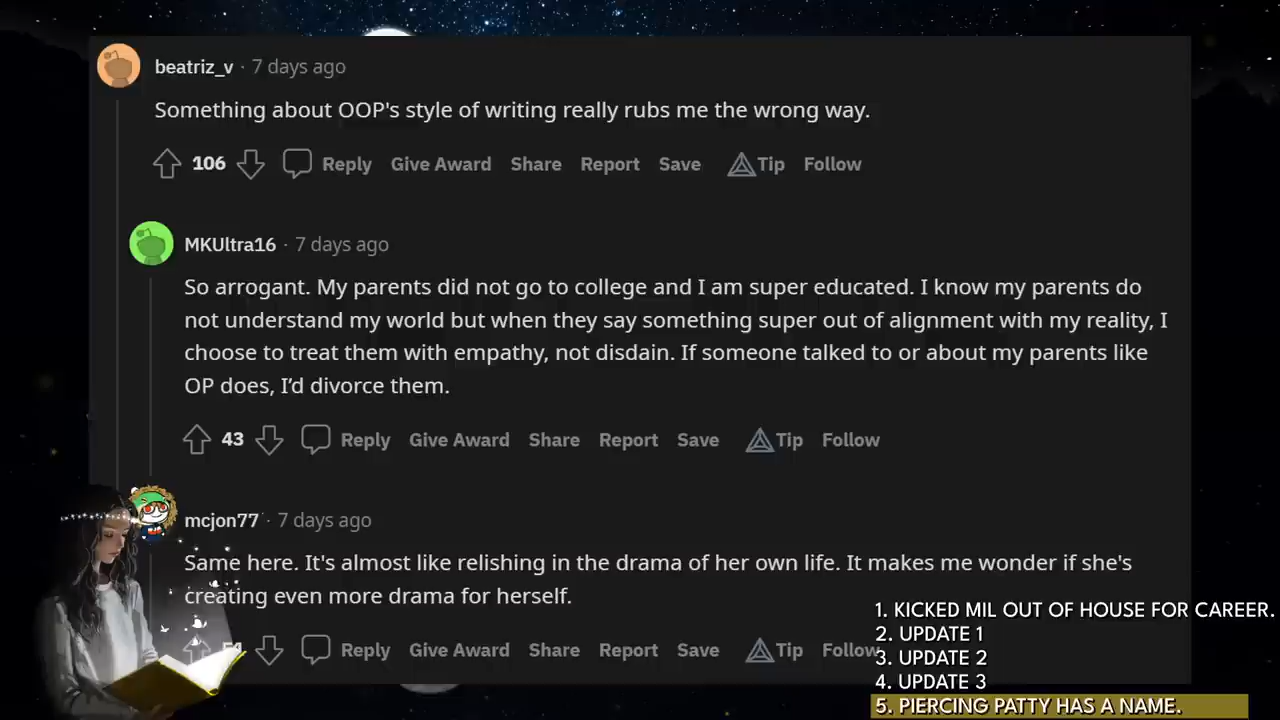 beatriz_v · 7 days ago
Something about OOP's style of writing really rubs me the wrong way.
106 Reply Give Award Share Report Save Tip Follow
MKUltra16 · 7 days ago
So arrogant. My parents did not go to college and I am super educated. I know my parents do
not understand my world but when they say something super out of alignment with my reality, I
choose to treat them with empathy, not disdain. If someone talked to or about my parents like
OP does, I'd divorce them.
43 Reply Give Award Share Report Save Tip Follow
mcjon77 · 7 days ago
Same here. It's almost like relishing in the drama of her own life. It makes me wonder if she's
creating even more drama for herself.
Reply Give Award Share Report Save Tip Follow
1. KICKED MIL OUT OF HOUSE FOR CAREER.
2. UPDATE 1
3. UPDATE 2
4. UPDATE 3
5. PIERCING PATTY HAS A NAME.